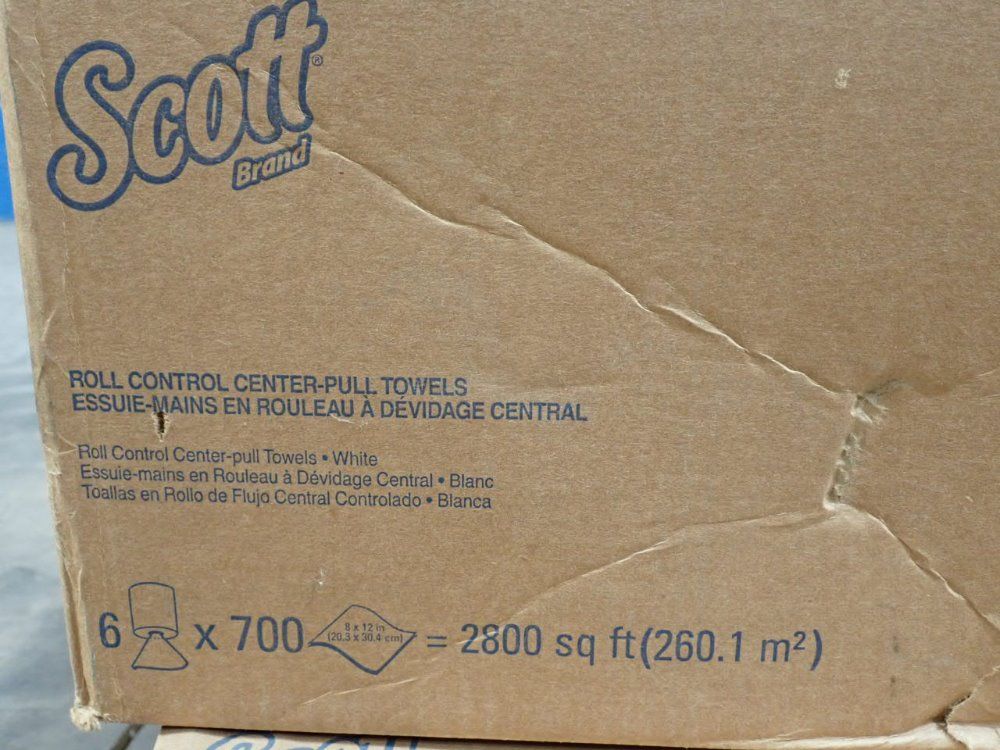 Scott®
Brand
ROLL CONTROL CENTER-PULL TOWELS
ESSUIE-MAINS EN ROULEAU À DÉVIDAGE CENTRAL
Roll Control Center-pull Towels • White
Essuie-mains en Rouleau à Dévidage Central • Blanc
Toallas en Rollo de Flujo Central Controlado • Blanca
6 x 700 8 x 12 in (20.3 x 30.4 cm) = 2800 sq ft (260.1 m²)